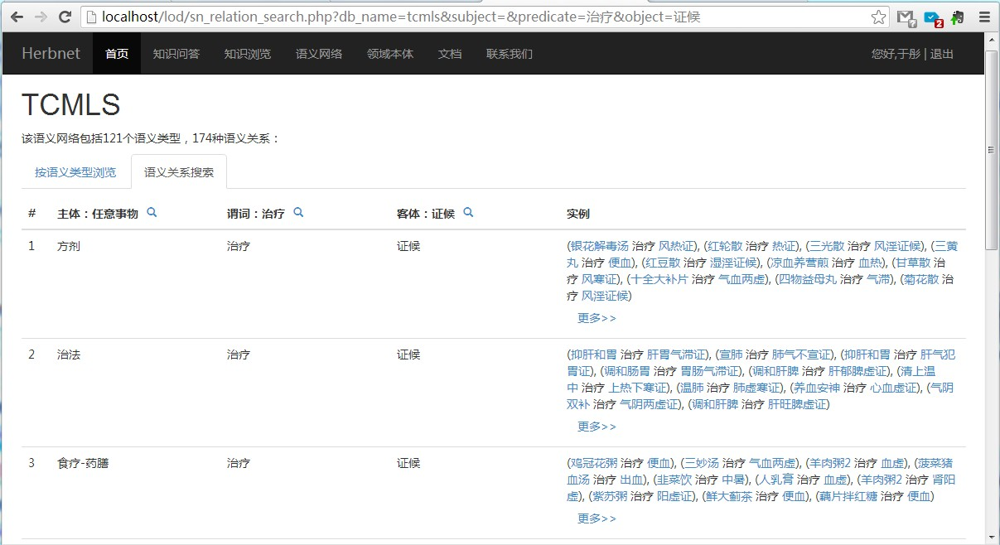 localhost/lod/sn_relation_search.php?db_name=tcmls&subject=&predicate=治疗&object=证候
2
Herbnet 首页 知识问答 知识浏览 语义网络 领域本体 文档 联系我们 您好,于彤 | 退出
TCMLS
该语义网络包括121个语义类型，174种语义关系：
按语义类型浏览 语义关系搜索
# 主体：任意事物 谓词：治疗 客体：证候 实例
1 方剂 治疗 证候 (银花解毒汤 治疗 风热证), (红轮散 治疗 热证), (三光散 治疗 风淫证候), (三黄
丸 治疗 便血), (红豆散 治疗 湿淫证候), (凉血养营煎 治疗 血热), (甘草散 治
疗 风寒证), (十全大补片 治疗 气血两虚), (四物益母丸 治疗 气滞), (菊花散 治
疗 风淫证候)
更多>>
2 治法 治疗 证候 (抑肝和胃 治疗 肝胃气滞证), (宣肺 治疗 肺气不宣证), (抑肝和胃 治疗 肝气犯
胃证), (调和肠胃 治疗 胃肠气滞证), (调和肝脾 治疗 肝郁脾虚证), (清上温
中 治疗 上热下寒证), (温肺 治疗 肺虚寒证), (养血安神 治疗 心血虚证), (气阴
双补 治疗 气阴两虚证), (调和肝脾 治疗 肝旺脾虚证)
更多>>
3 食疗-药膳 治疗 证候 (鸡冠花粥 治疗 便血), (三妙汤 治疗 气血两虚), (羊肉粥2 治疗 血虚), (菠菜猪
血汤 治疗 出血), (韭菜饮 治疗 中暑), (人乳膏 治疗 血虚), (羊肉粥2 治疗 肾阳
虚), (紫苏粥 治疗 阳虚证), (鲜大蓟茶 治疗 便血), (藕片拌红糖 治疗 便血)
更多>>